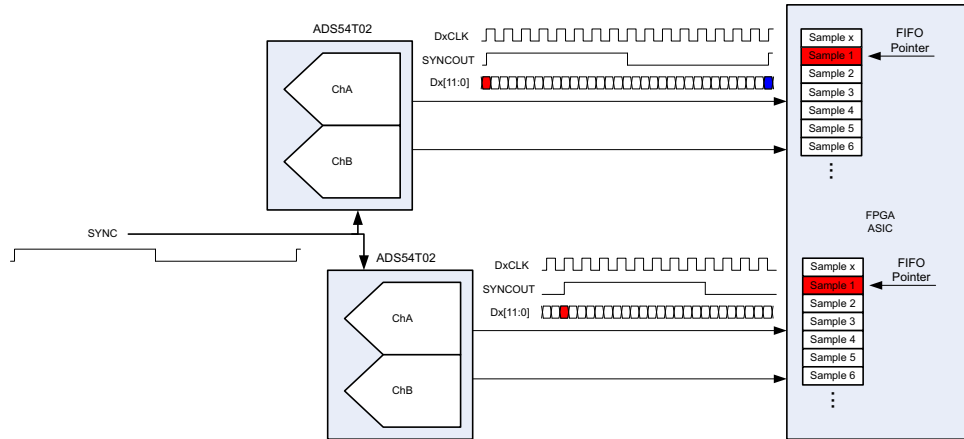 ADS54T02
ChA
ChB
DxCLK
SYNCOUT
Dx[11:0]
Sample x
Sample 1
Sample 2
Sample 3
Sample 4
Sample 5
Sample 6
FIFO
Pointer
SYNC
FPGA
ASIC
ADS54T02
ChA
ChB
DxCLK
SYNCOUT
Dx[11:0]
Sample x
Sample 1
Sample 2
Sample 3
Sample 4
Sample 5
Sample 6
FIFO
Pointer